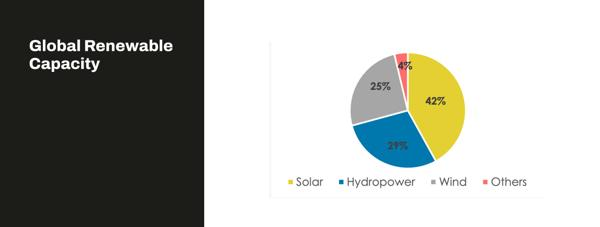 Global Renewable
Capacity
4%
25%
42%
29%
Solar Hydropower Wind Others